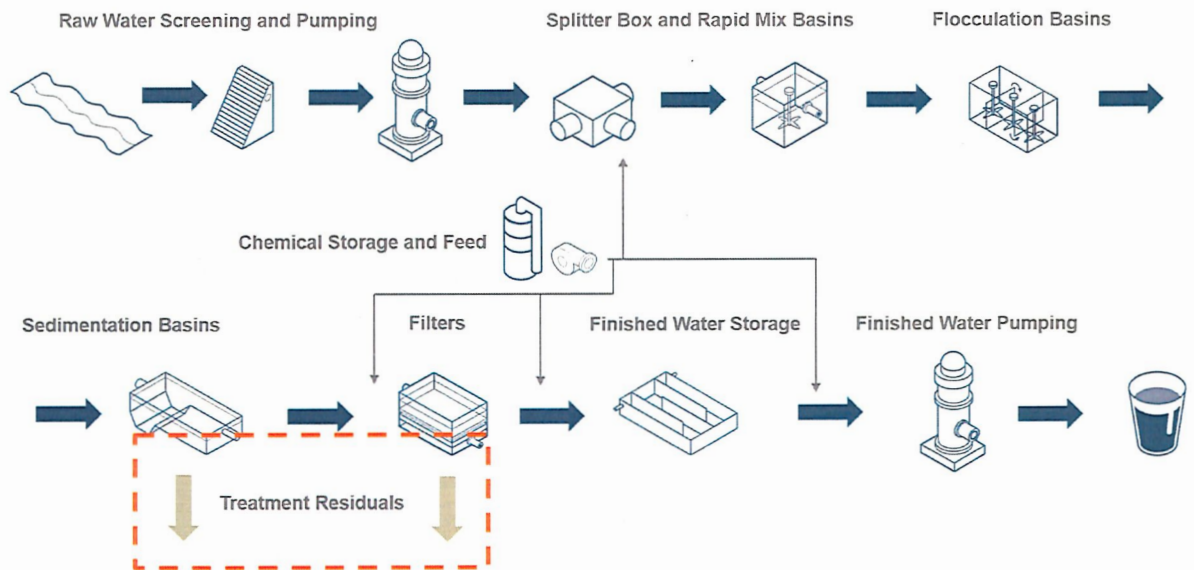 Raw Water Screening and Pumping
Splitter Box and Rapid Mix Basins
Flocculation Basins
Chemical Storage and Feed
Sedimentation Basins
Filters
Finished Water Storage
Finished Water Pumping
Treatment Residuals